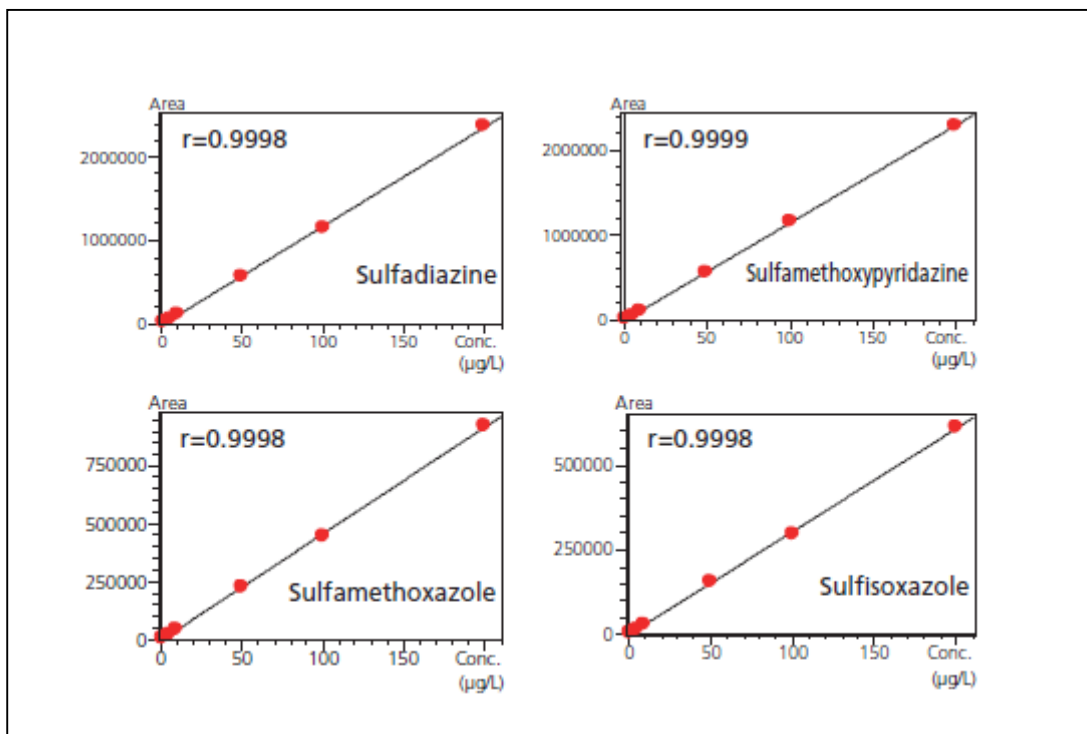 Area
r=0.9998
2000000
1000000
0
Sulfadiazine
0 50 100 150 Conc.
(µg/L)
Area
r=0.9999
2000000
1000000
0
Sulfamethoxypyridazine
0 50 100 150 Conc.
(µg/L)
Area
r=0.9998
750000
500000
250000
0
Sulfamethoxazole
0 50 100 150 Conc.
(µg/L)
Area
r=0.9998
500000
250000
0
Sulfisoxazole
0 50 100 150 Conc.
(µg/L)